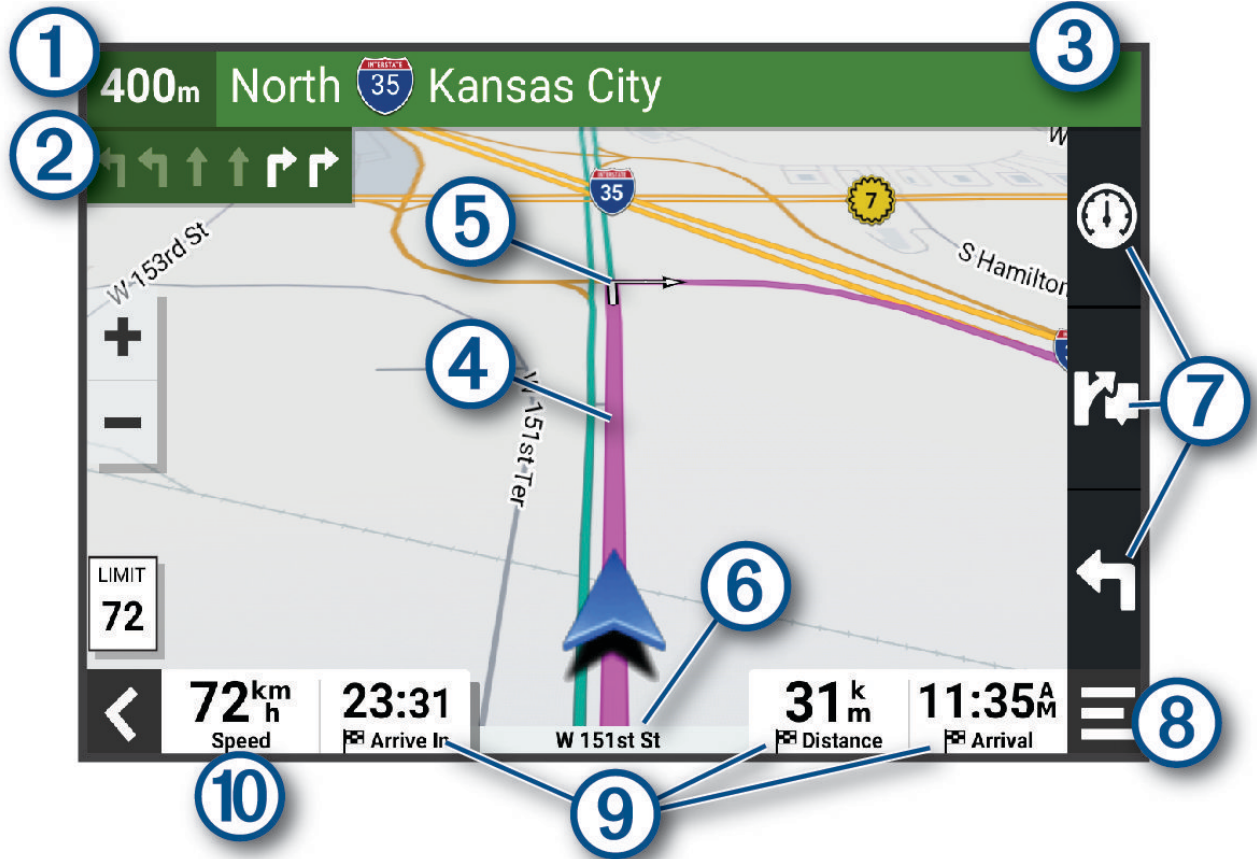 1
3
400m North INTERSTATE 35 Kansas City
2
W
INTERSTATE 35
7
5
W 153rd St
S Hamilton
+
4
7
−
W 151st Ter
LIMIT
72
6
72 km h
Speed
23:31
Arrive In
W 151st St
31 k m
Distance
11:35 AM
Arrival
8
10
9